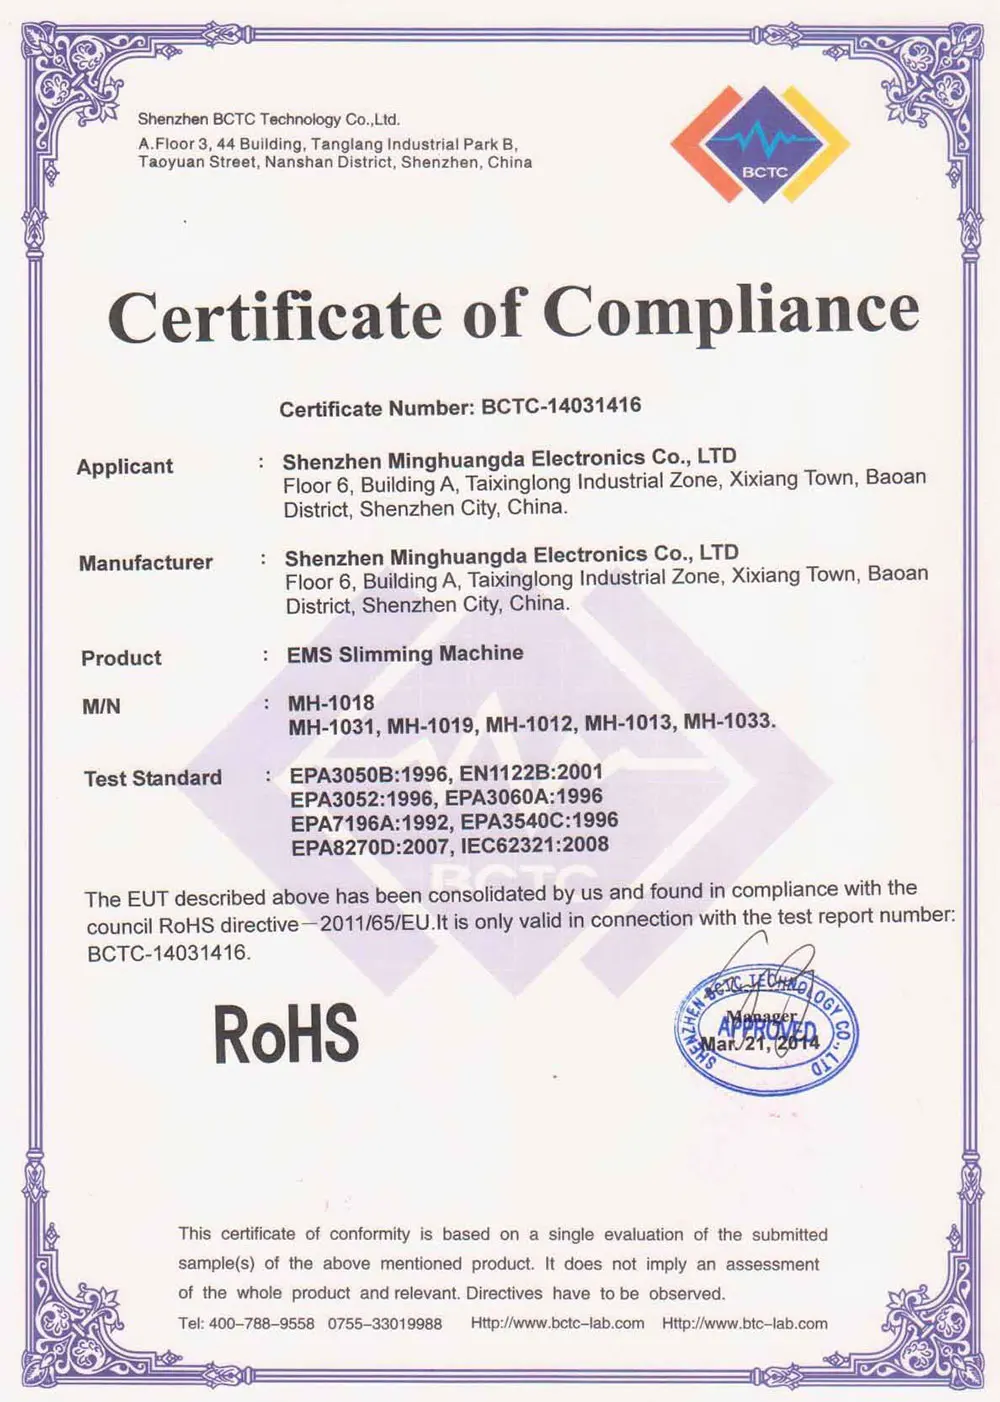 Shenzhen BCTC Technology Co.,Ltd.
A.Floor 3, 44 Building, Tanglang Industrial Park B,
Taoyuan Street, Nanshan District, Shenzhen, China
BCTC
Certificate of Compliance
Certificate Number: BCTC-14031416
Applicant : Shenzhen Minghuangda Electronics Co., LTD
Floor 6, Building A, Taixinglong Industrial Zone, Xixiang Town, Baoan
District, Shenzhen City, China.
Manufacturer : Shenzhen Minghuangda Electronics Co., LTD
Floor 6, Building A, Taixinglong Industrial Zone, Xixiang Town, Baoan
District, Shenzhen City, China.
Product : EMS Slimming Machine
M/N : MH-1018
MH-1031, MH-1019, MH-1012, MH-1013, MH-1033.
Test Standard : EPA3050B:1996, EN1122B:2001
EPA3052:1996, EPA3060A:1996
EPA7196A:1992, EPA3540C:1996
EPA8270D:2007, IEC62321:2008
BCTC
The EUT described above has been consolidated by us and found in compliance with the
council RoHS directive—2011/65/EU.It is only valid in connection with the test report number:
BCTC-14031416.
RoHS
SHENZHEN BCTC TECHNOLOGY CO., LTD
Manager
APPROVED
Mar. 21, 2014
This certificate of conformity is based on a single evaluation of the submitted
sample(s) of the above mentioned product. It does not imply an assessment
of the whole product and relevant. Directives have to be observed.
Tel: 400-788-9558 0755-33019988 Http://www.bctc-lab.com Http://www.btc-lab.com